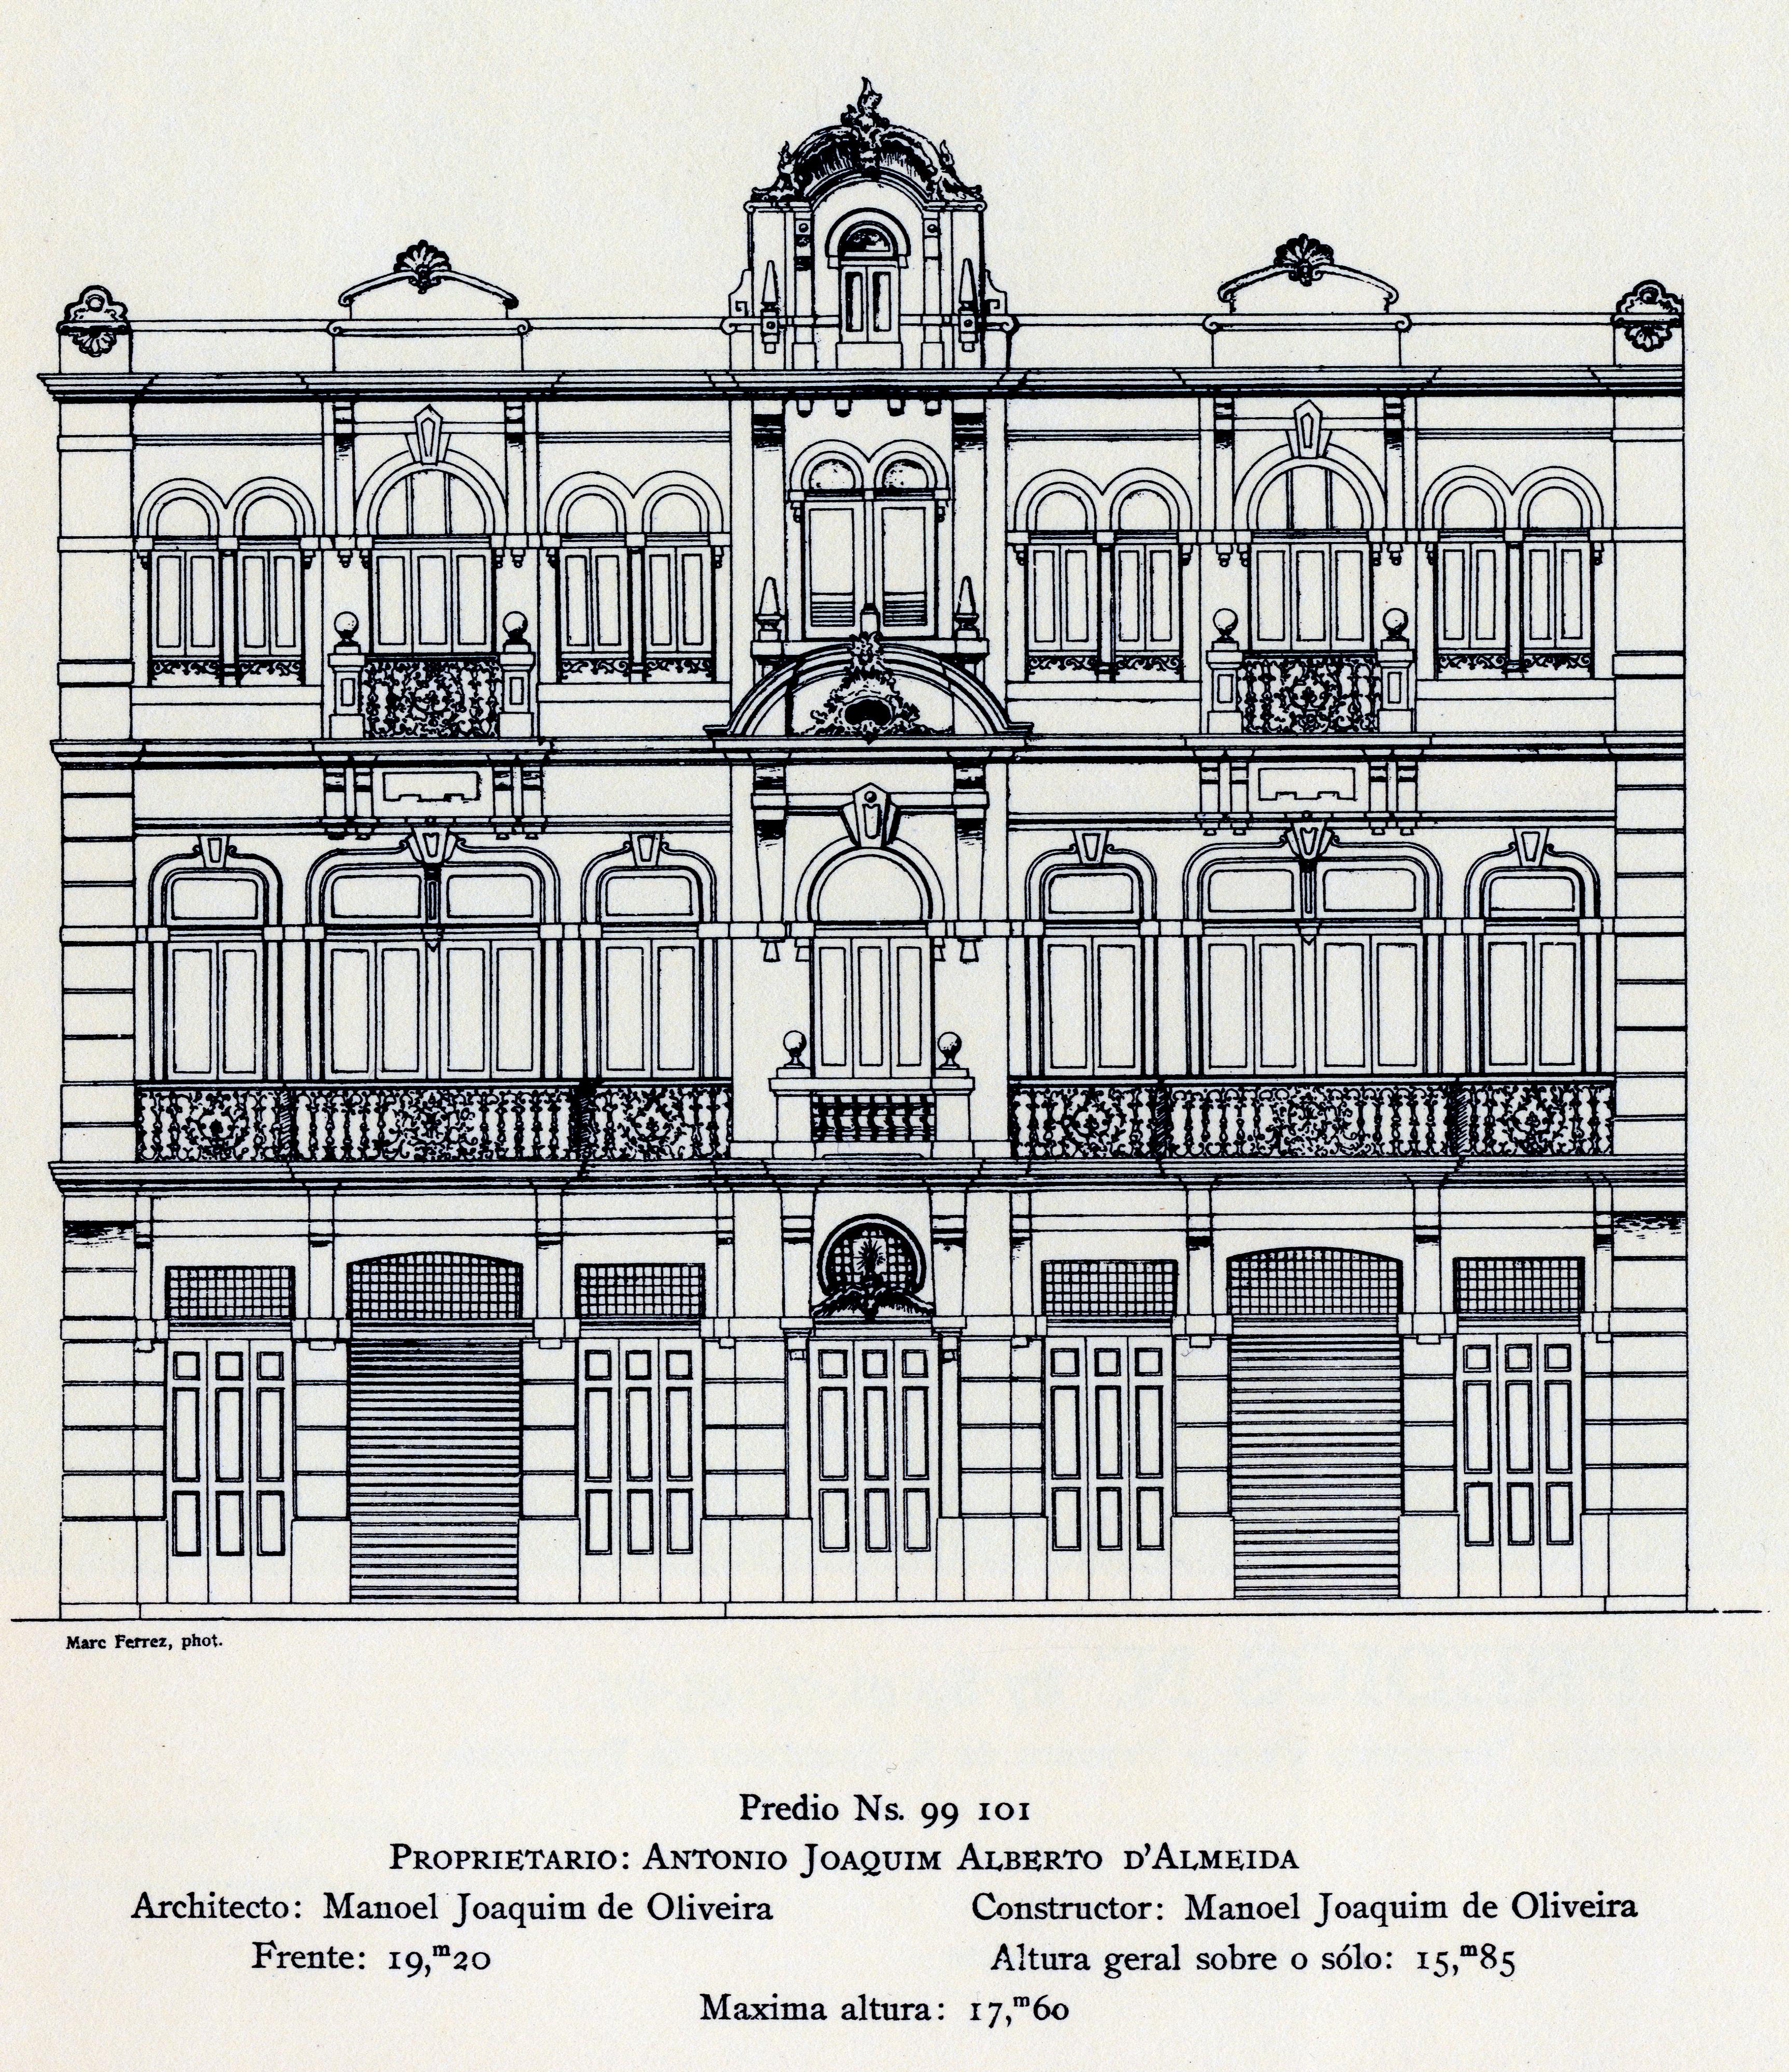 Marc Ferrez, phot.
Predio Ns. 99 101
Proprietario: Antonio Joaquim Alberto d'Almeida
Architecto: Manoel Joaquim de Oliveira
Constructor: Manoel Joaquim de Oliveira
Frente: 19,ᵐ20
Altura geral sobre o sólo: 15,ᵐ85
Maxima altura: 17,ᵐ60